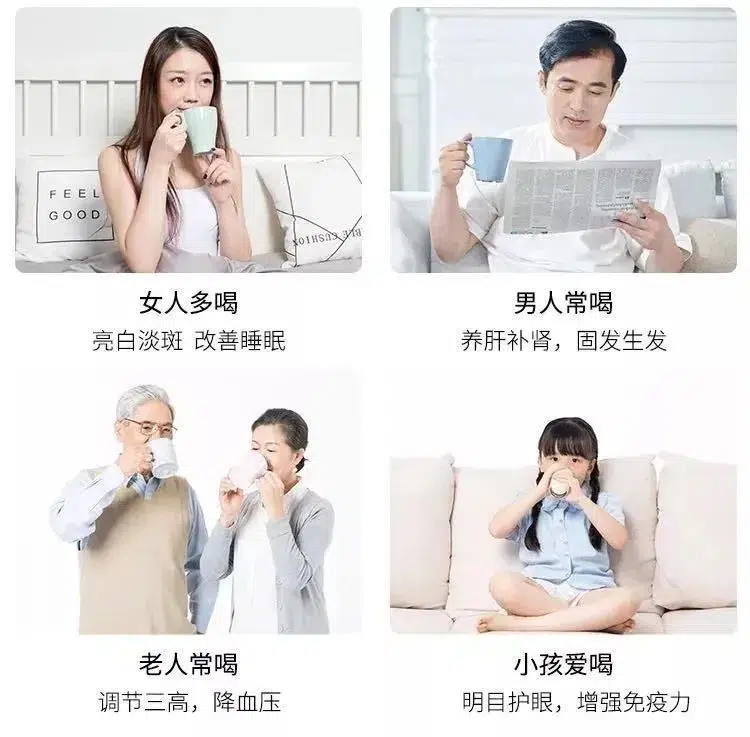 FEEL
GOOD
BLE CUSHION
女人多喝
亮白淡斑 改善睡眠
男人常喝
养肝补肾，固发生发
老人常喝
调节三高，降血压
小孩爱喝
明目护眼，增强免疫力